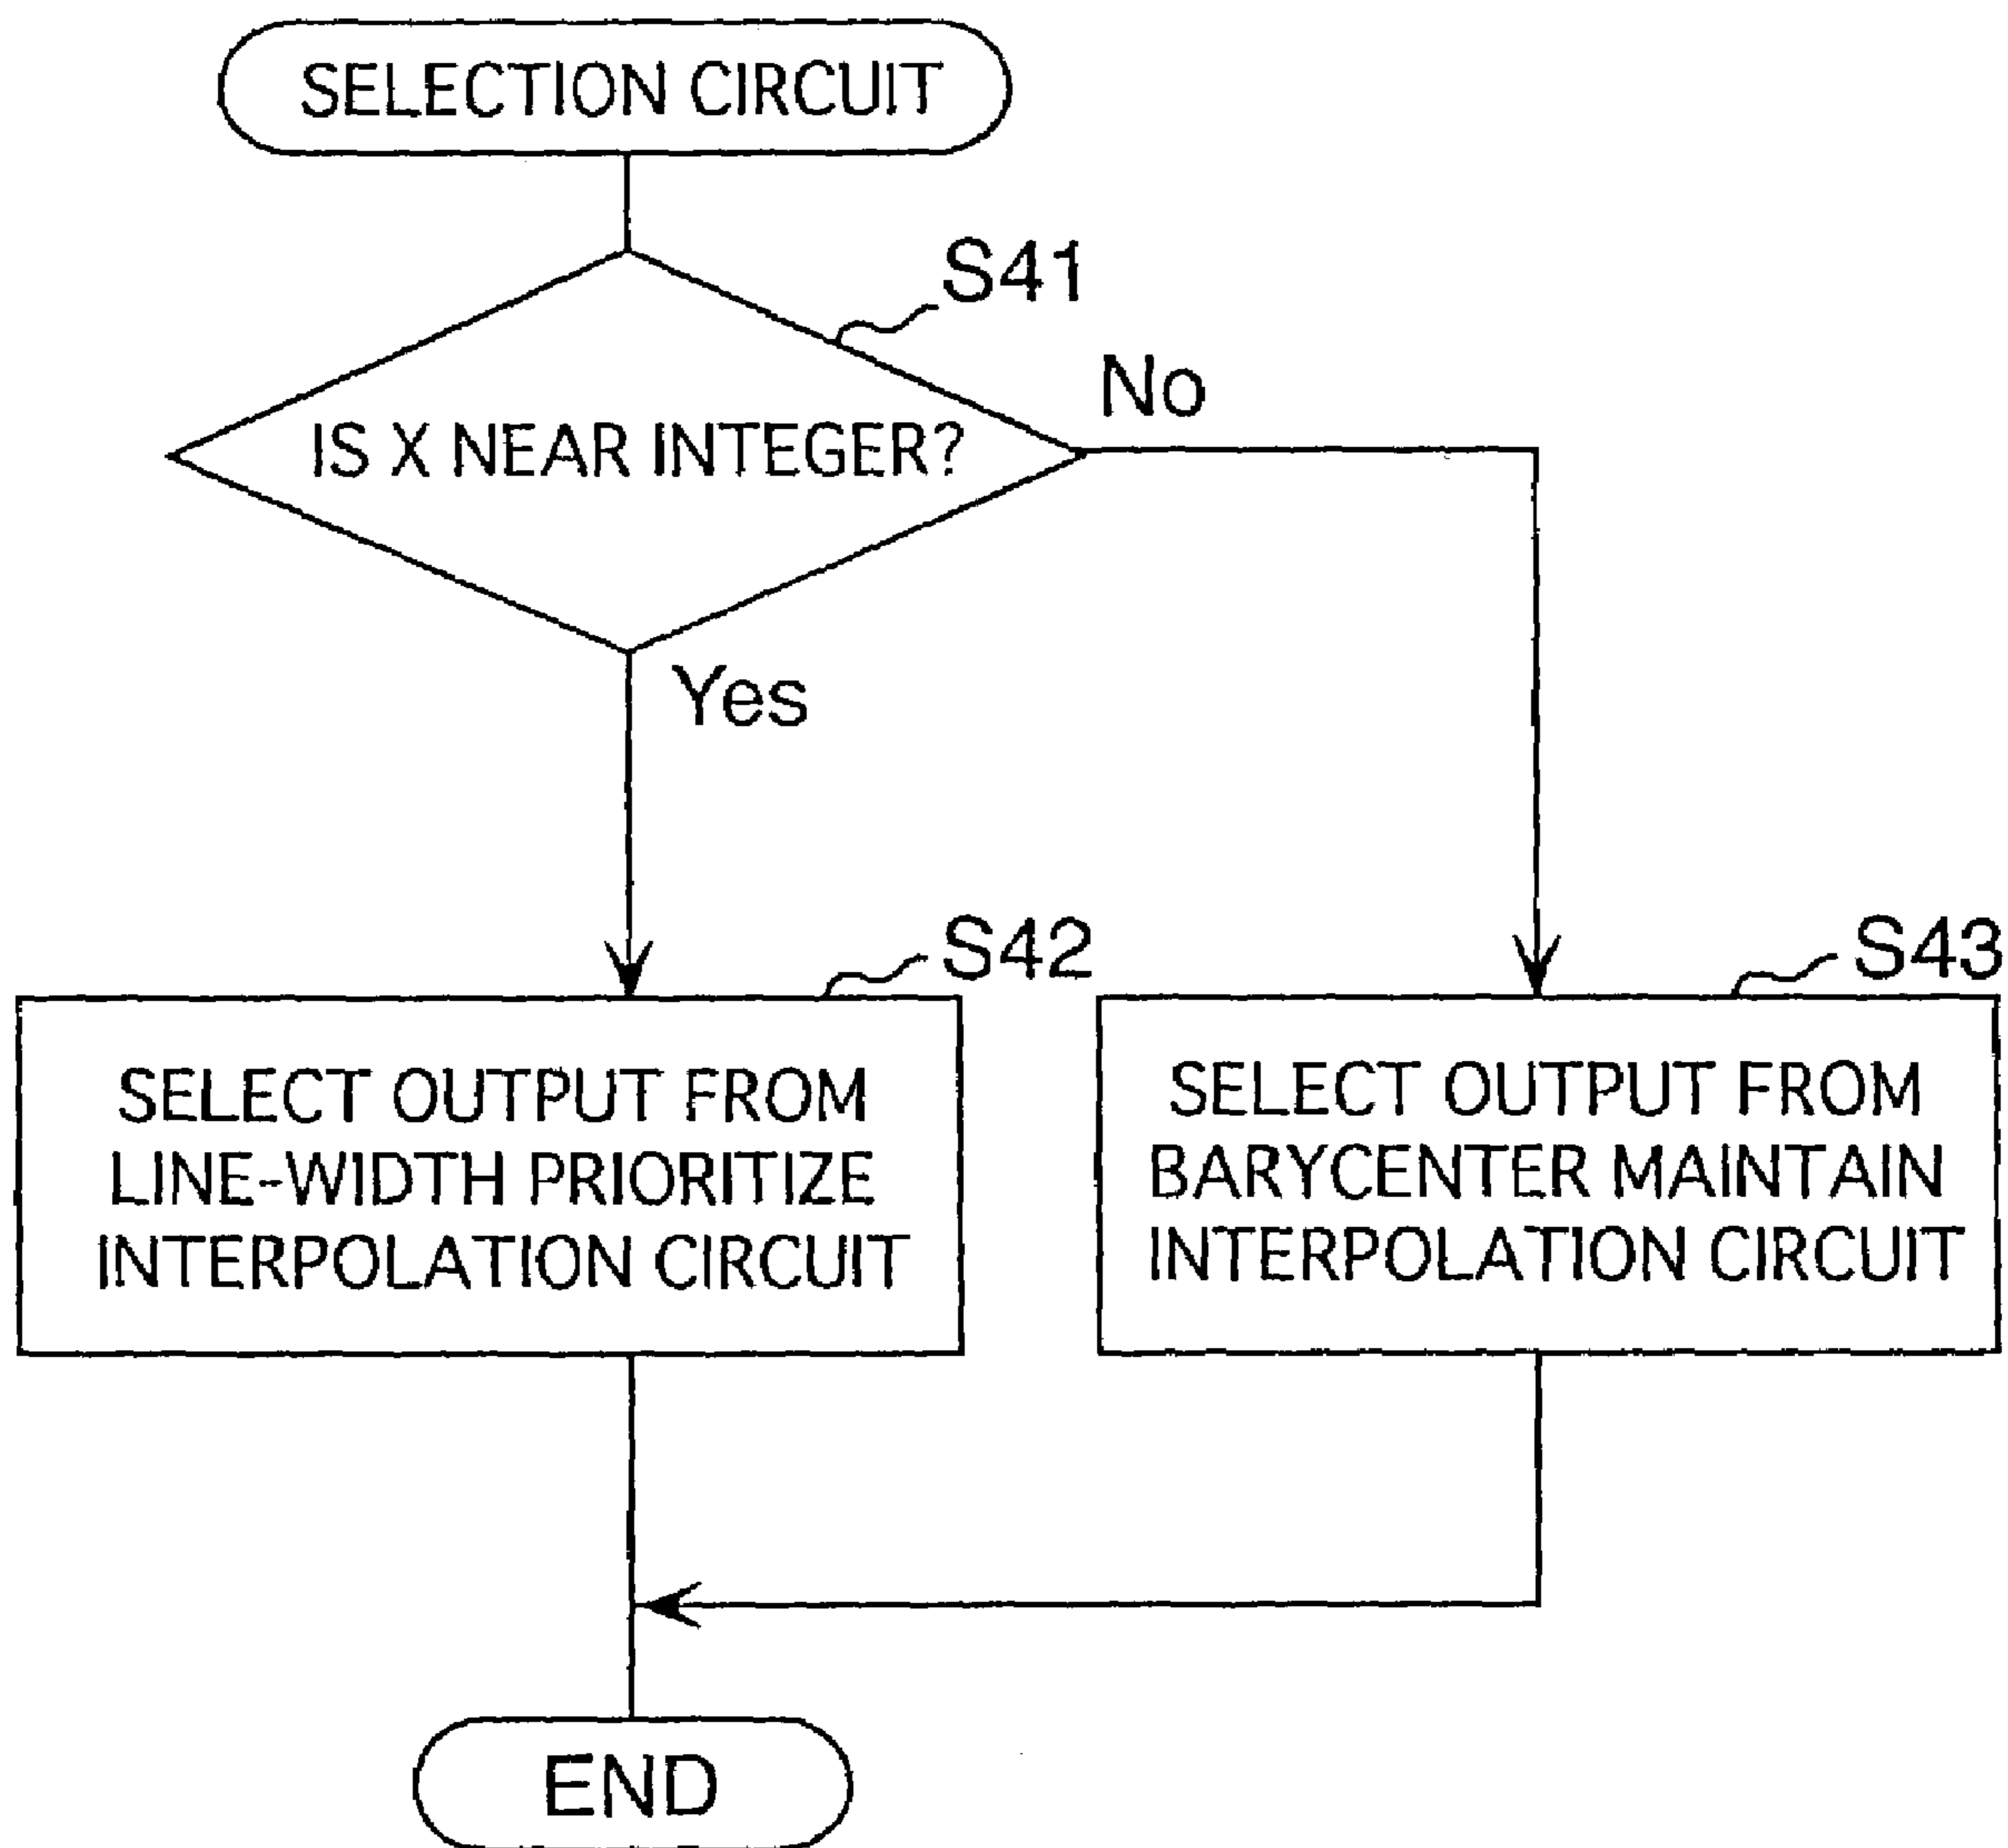 SELECTION CIRCUIT
S41
IS X NEAR INTEGER?
No
Yes
S42
SELECT OUTPUT FROM
LINE-WIDTH PRIORITIZE
INTERPOLATION CIRCUIT
S43
SELECT OUTPUT FROM
BARYCENTER MAINTAIN
INTERPOLATION CIRCUIT
END